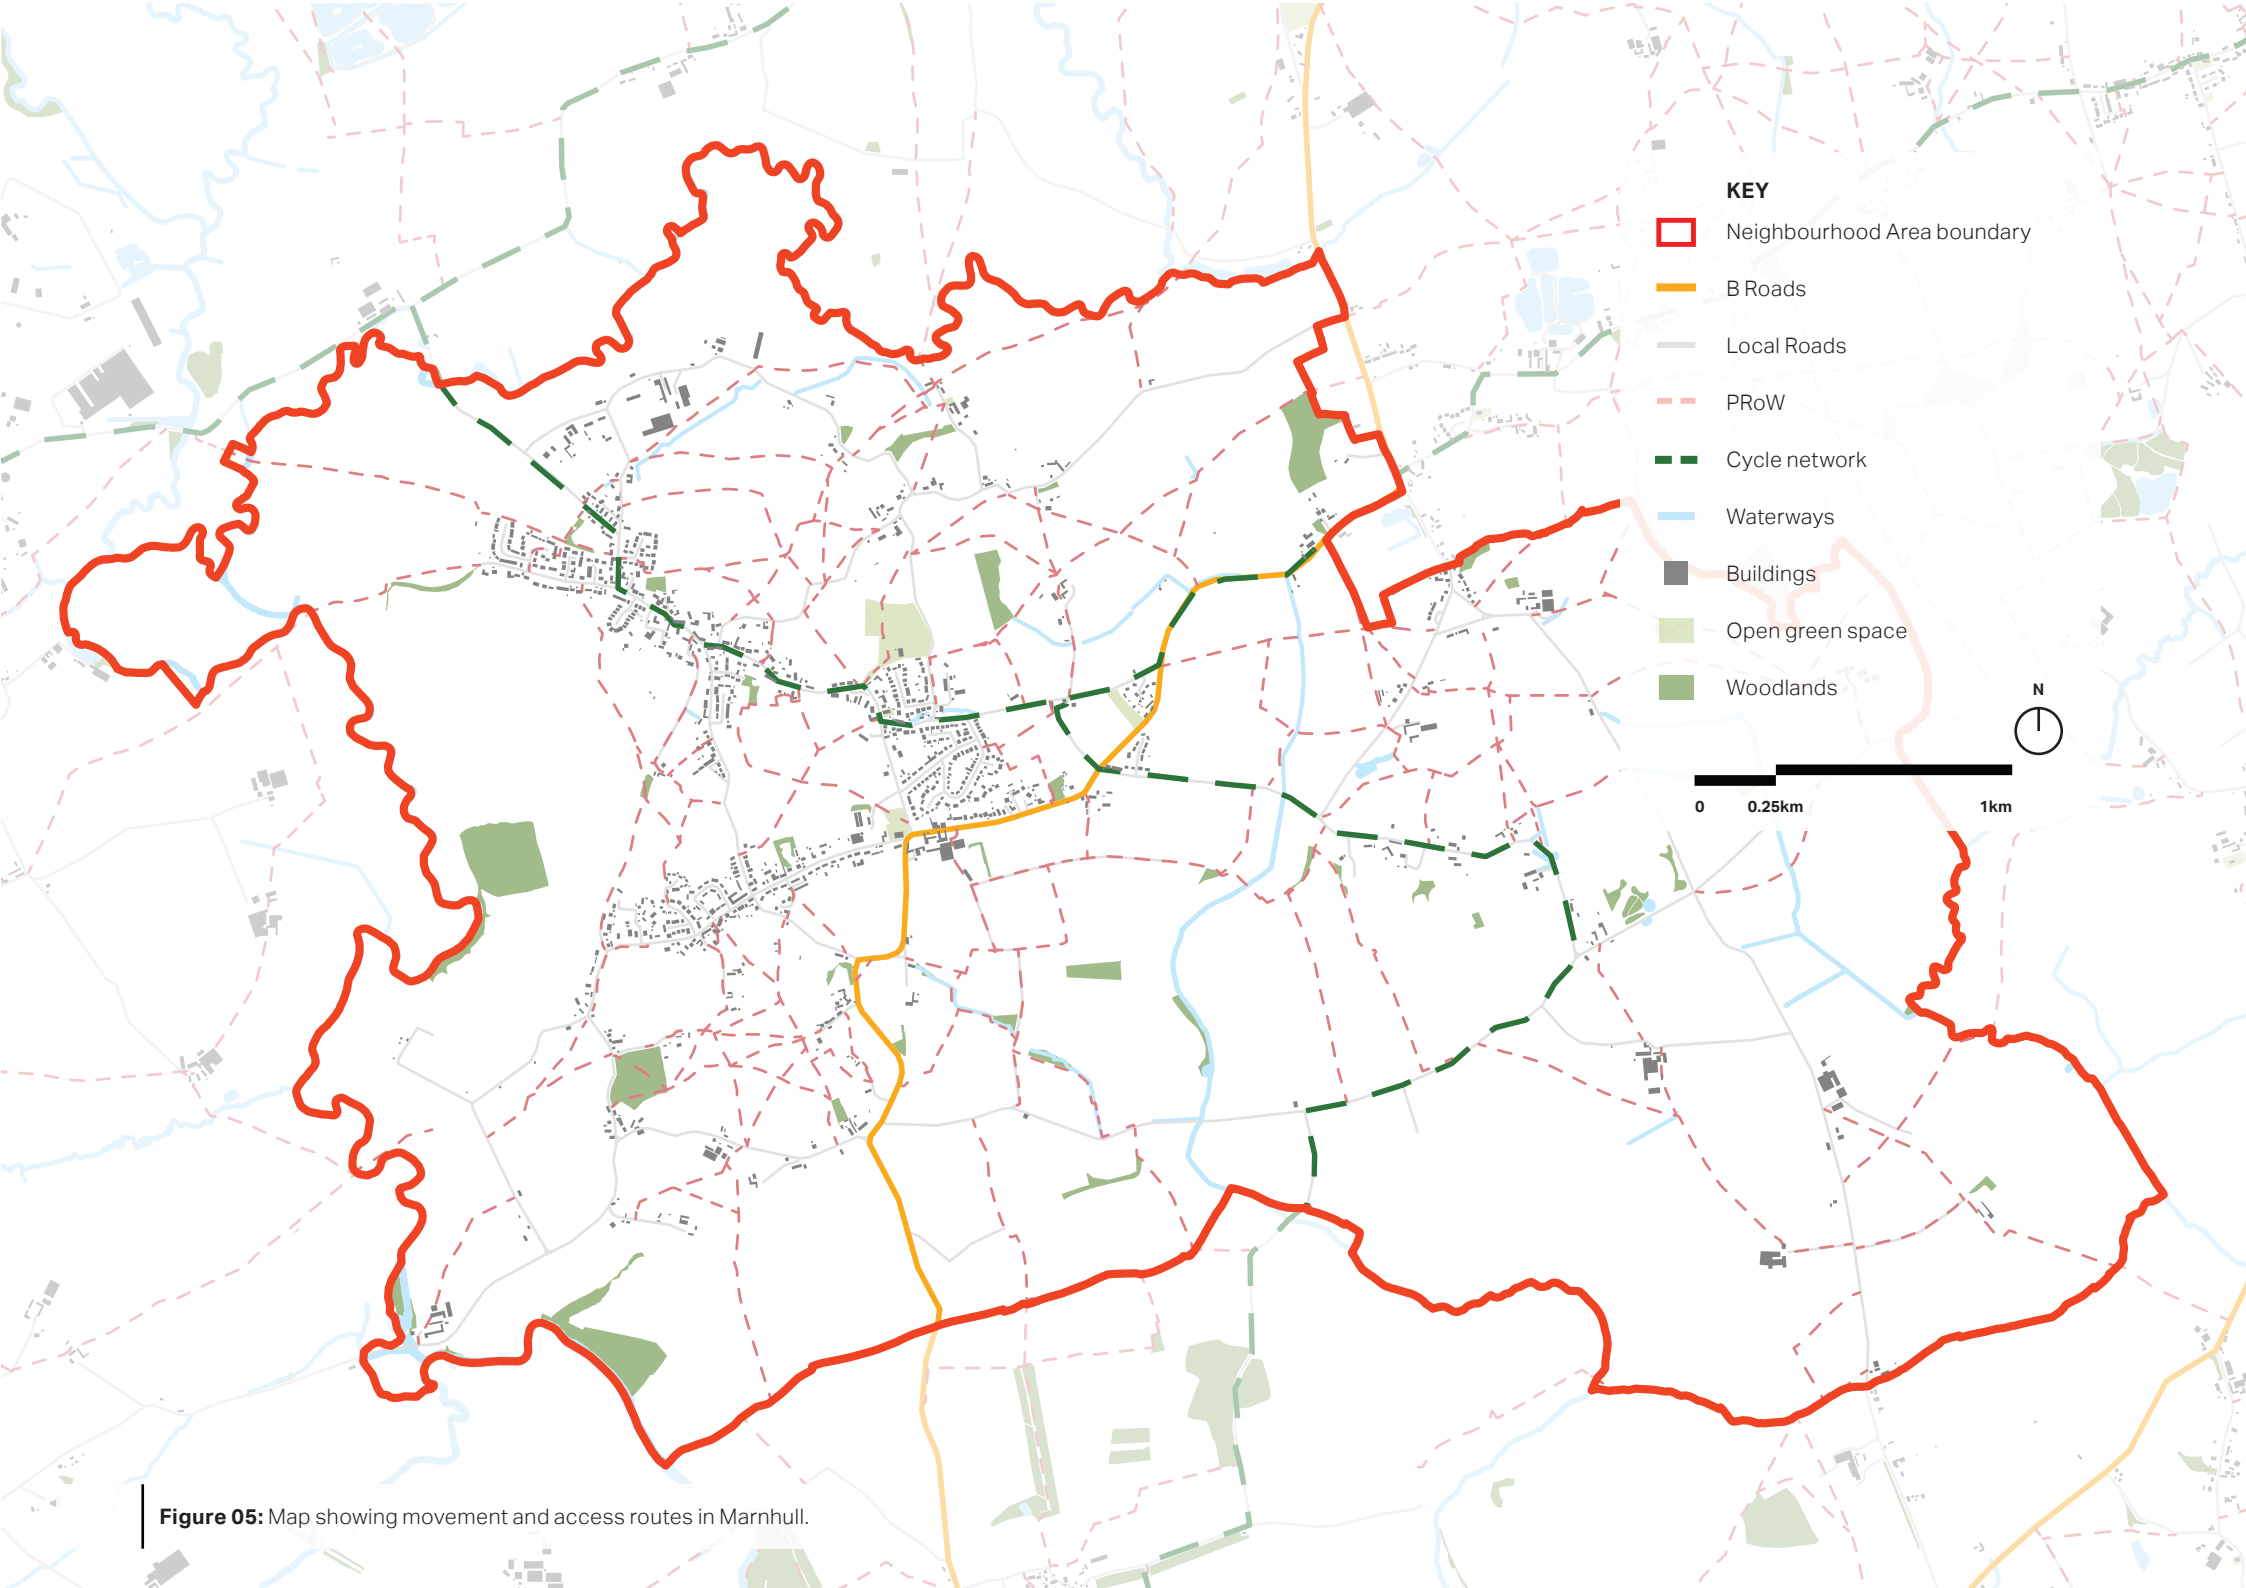 KEY
Neighbourhood Area boundary
B Roads
Local Roads
PRoW
Cycle network
Waterways
Buildings
Open green space
Woodlands
N
0 0.25km 1km
Figure 05: Map showing movement and access routes in Marnhull.